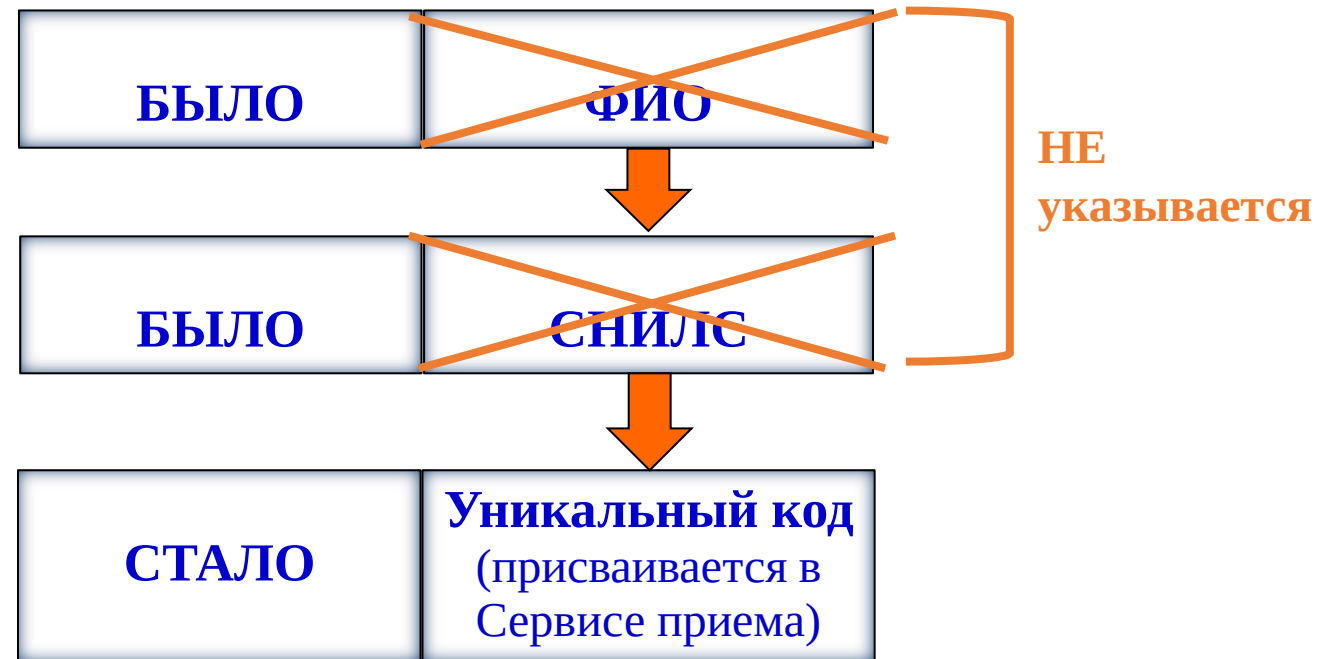 БЫЛО ФИО
НЕ
указывается
БЫЛО СНИЛС
СТАЛО
Уникальный код
(присваивается в
Сервисе приема)